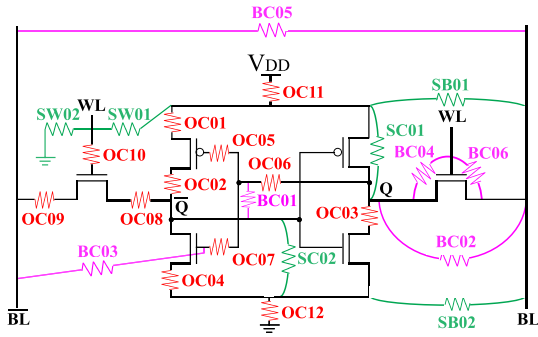 BC05
VDD
SB01
SW02 WL SW01 OC11 WL
OC01 SC01
OC05 BC04 BC06
OC10 OC06
OC02 BC01 Q
OC09 OC08 Q OC03
BC03 OC07 BC02
OC04 SC02
OC12 SB02
BL BL